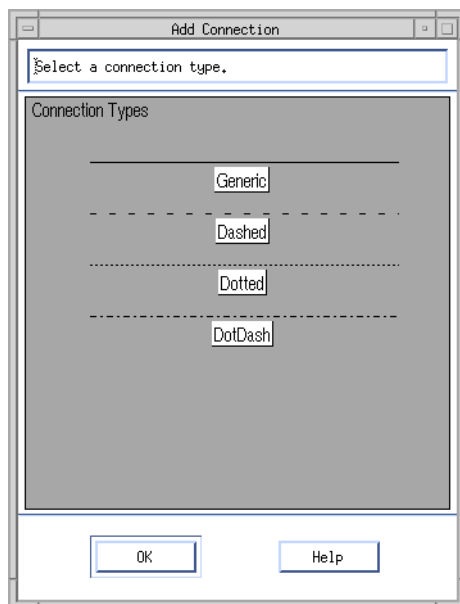 Add Connection
Select a connection type.
Connection Types
Generic
Dashed
Dotted
DotDash
OK
Help